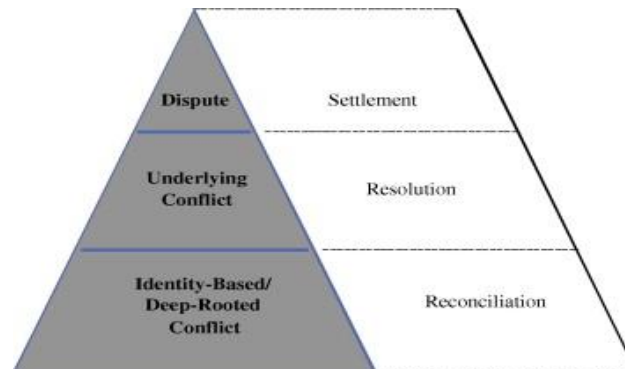 Dispute
Settlement
Underlying
Conflict
Resolution
Identity-Based/
Deep-Rooted
Conflict
Reconciliation